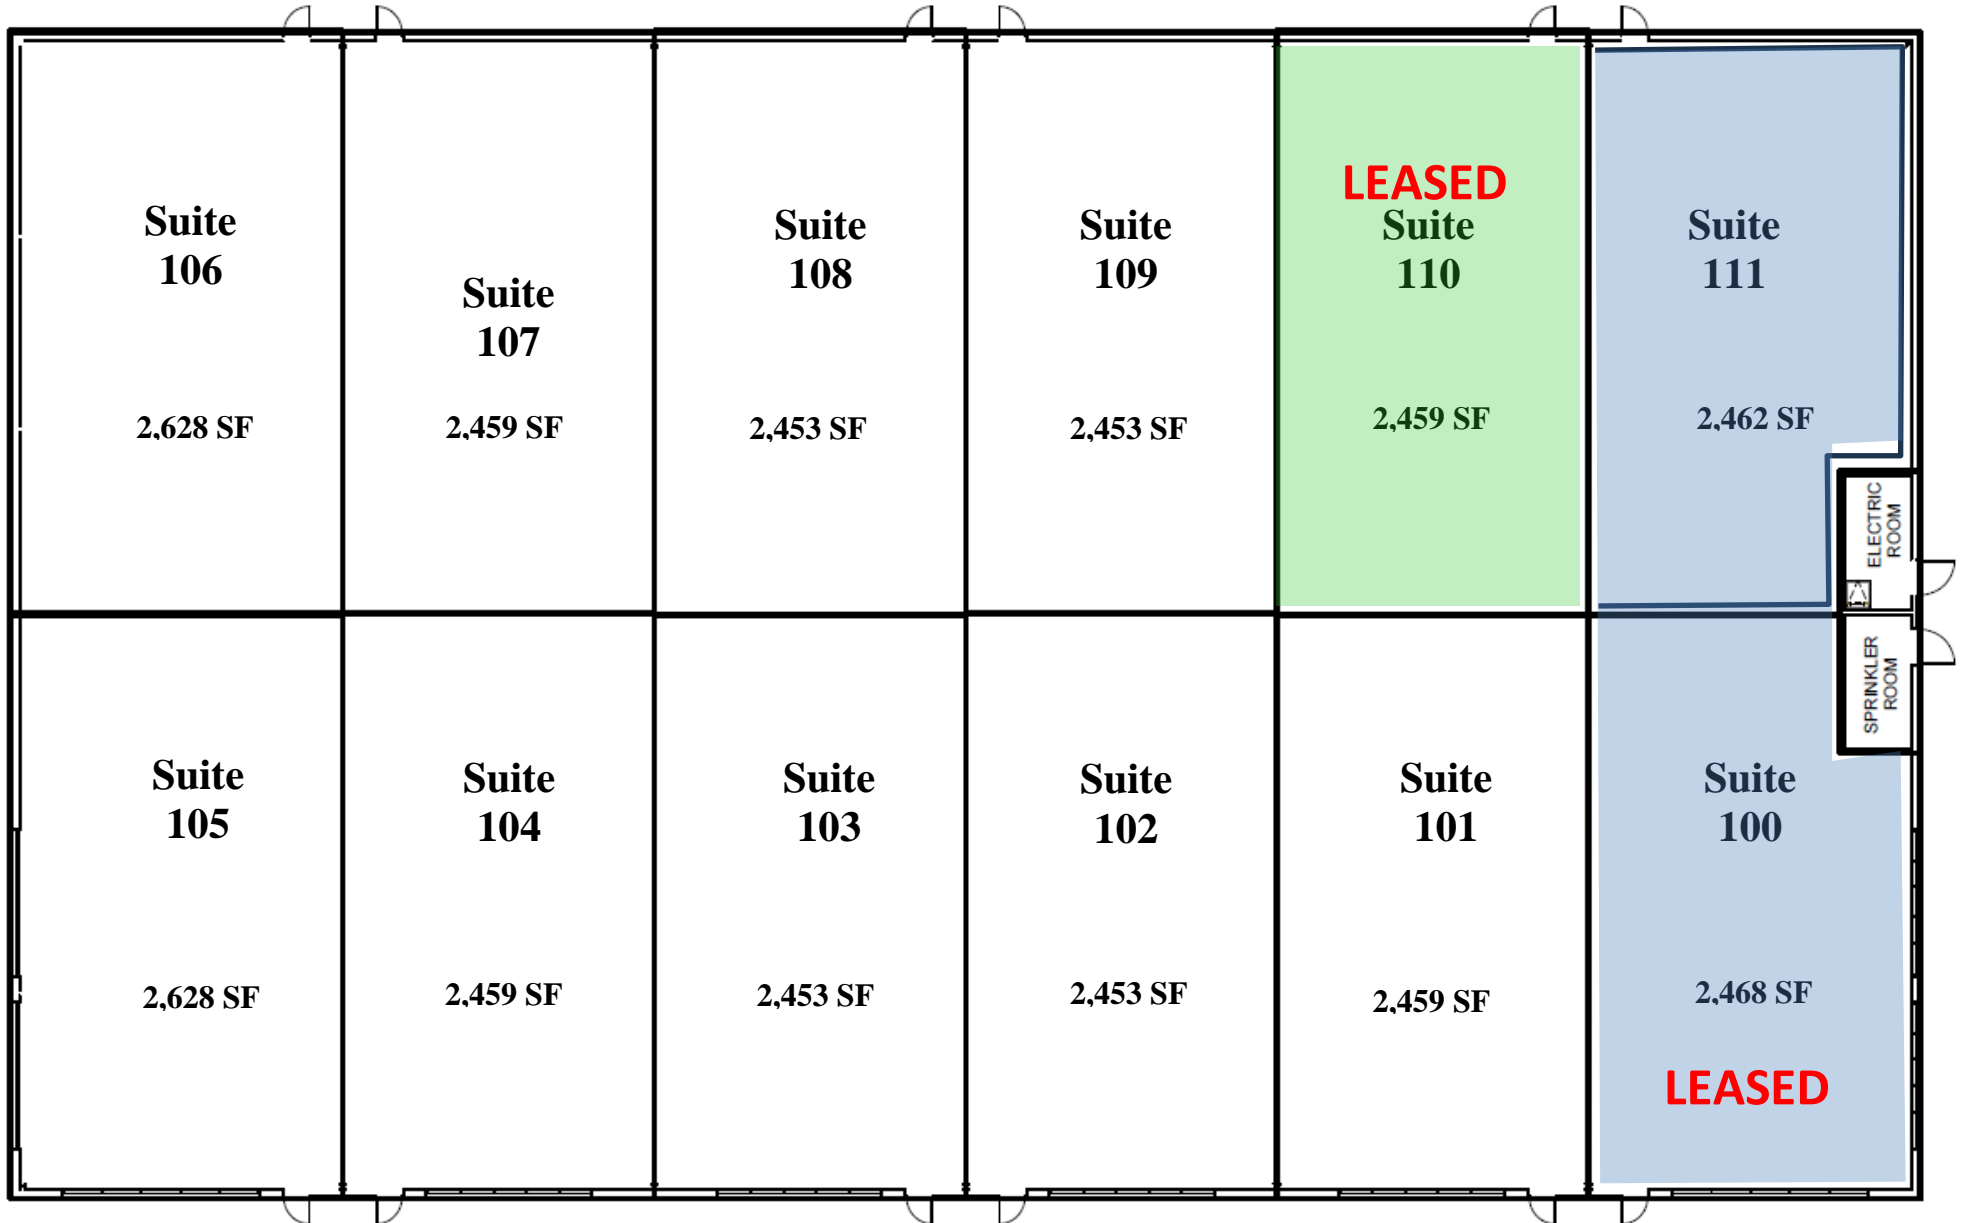 Suite
106
2,628 SF
Suite
107
2,459 SF
Suite
108
2,453 SF
Suite
109
2,453 SF
LEASED
Suite
110
2,459 SF
Suite
111
2,462 SF
ELECTRIC
ROOM
SPRINKLER
ROOM
Suite
105
2,628 SF
Suite
104
2,459 SF
Suite
103
2,453 SF
Suite
102
2,453 SF
Suite
101
2,459 SF
Suite
100
2,468 SF
LEASED